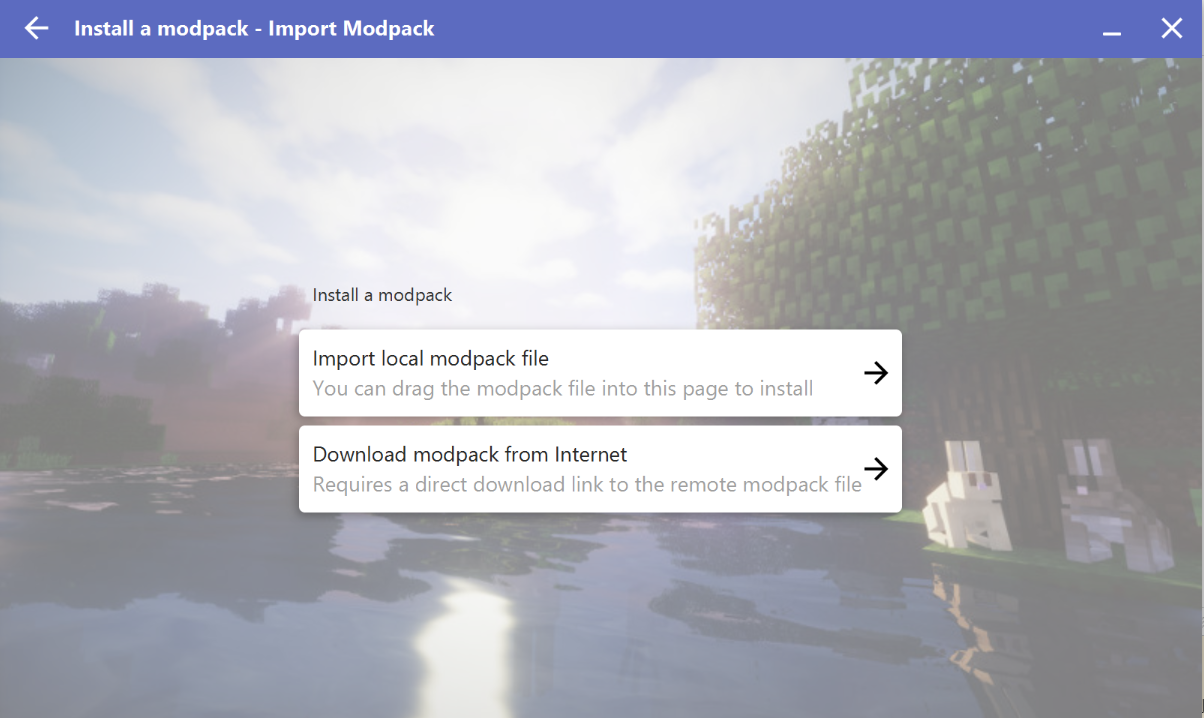 Install a modpack - Import Modpack
Install a modpack
Import local modpack file
You can drag the modpack file into this page to install
Download modpack from Internet
Requires a direct download link to the remote modpack file